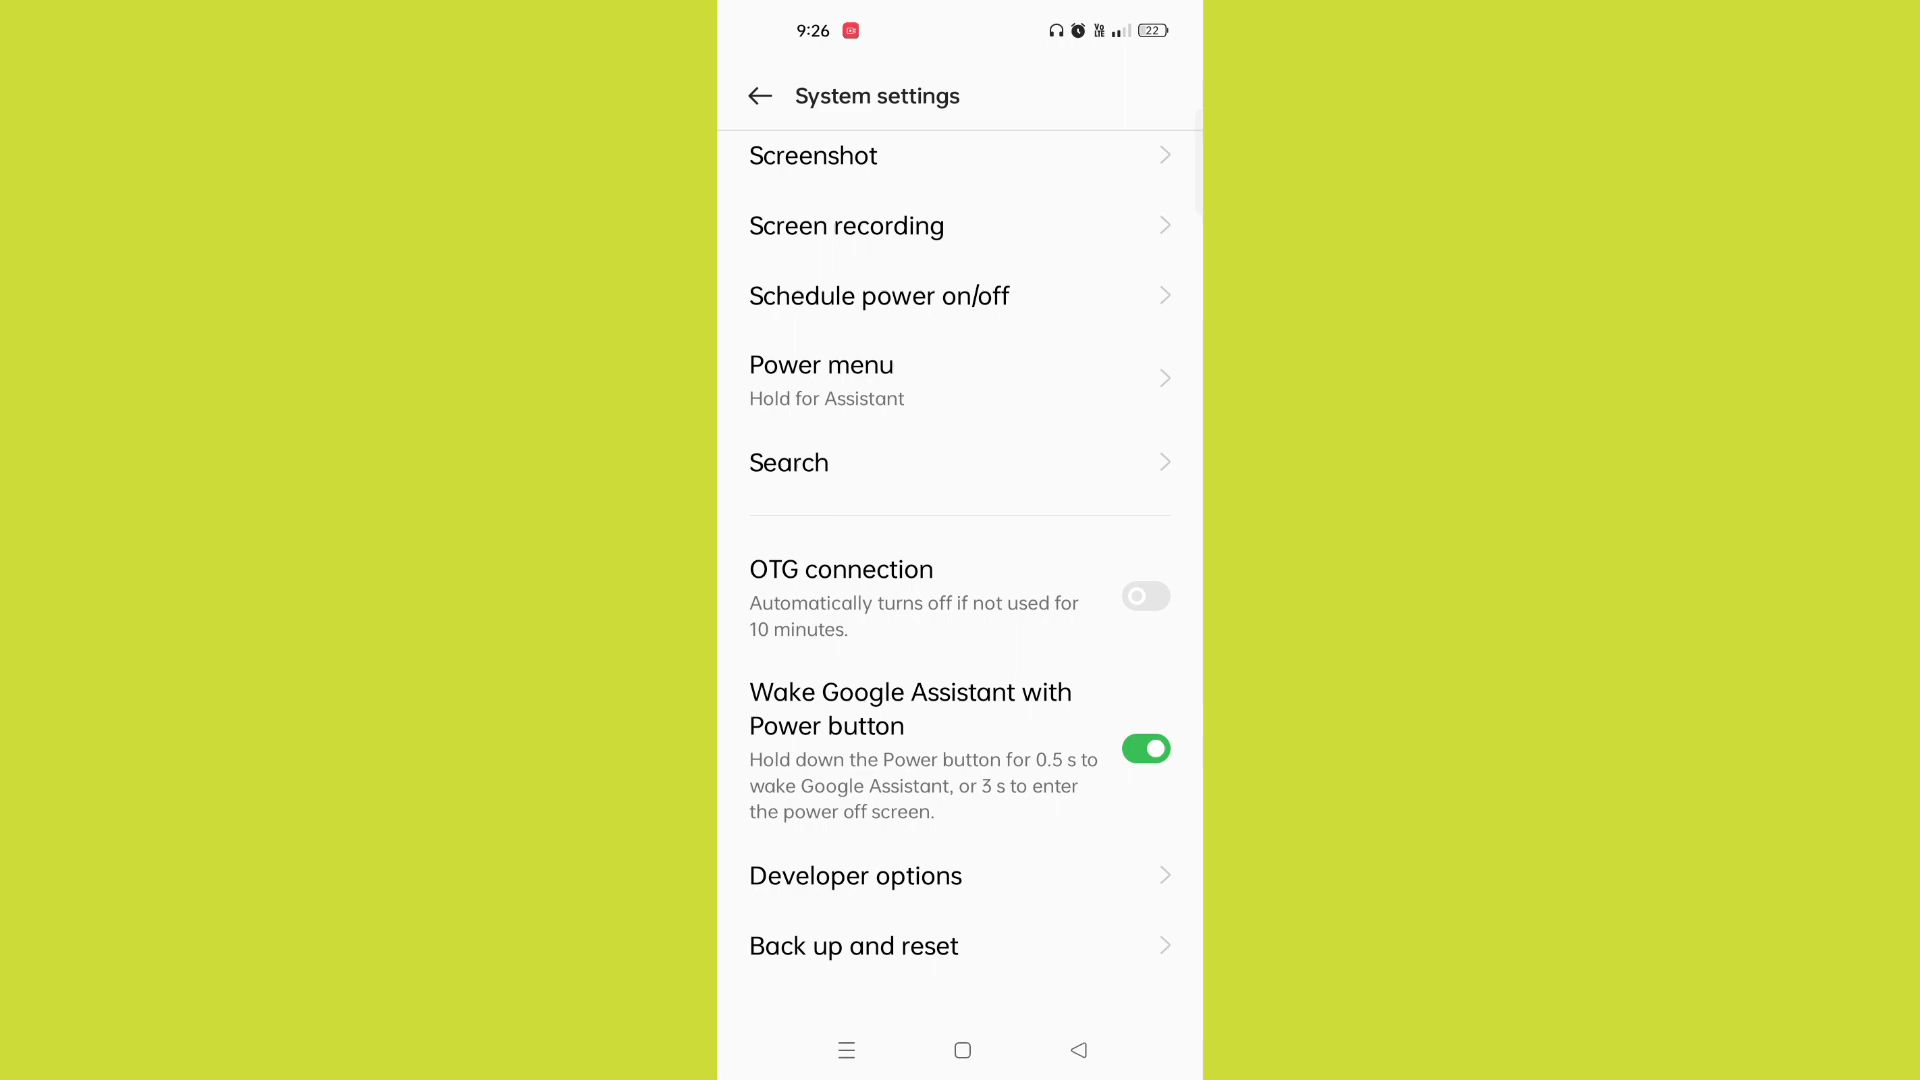 9:26
Vo LTE
22
System settings
Screenshot
Screen recording
Schedule power on/off
Power menu
Hold for Assistant
Search
OTG connection
Automatically turns off if not used for
10 minutes.
Wake Google Assistant with
Power button
Hold down the Power button for 0.5 s to
wake Google Assistant, or 3 s to enter
the power off screen.
Developer options
Back up and reset